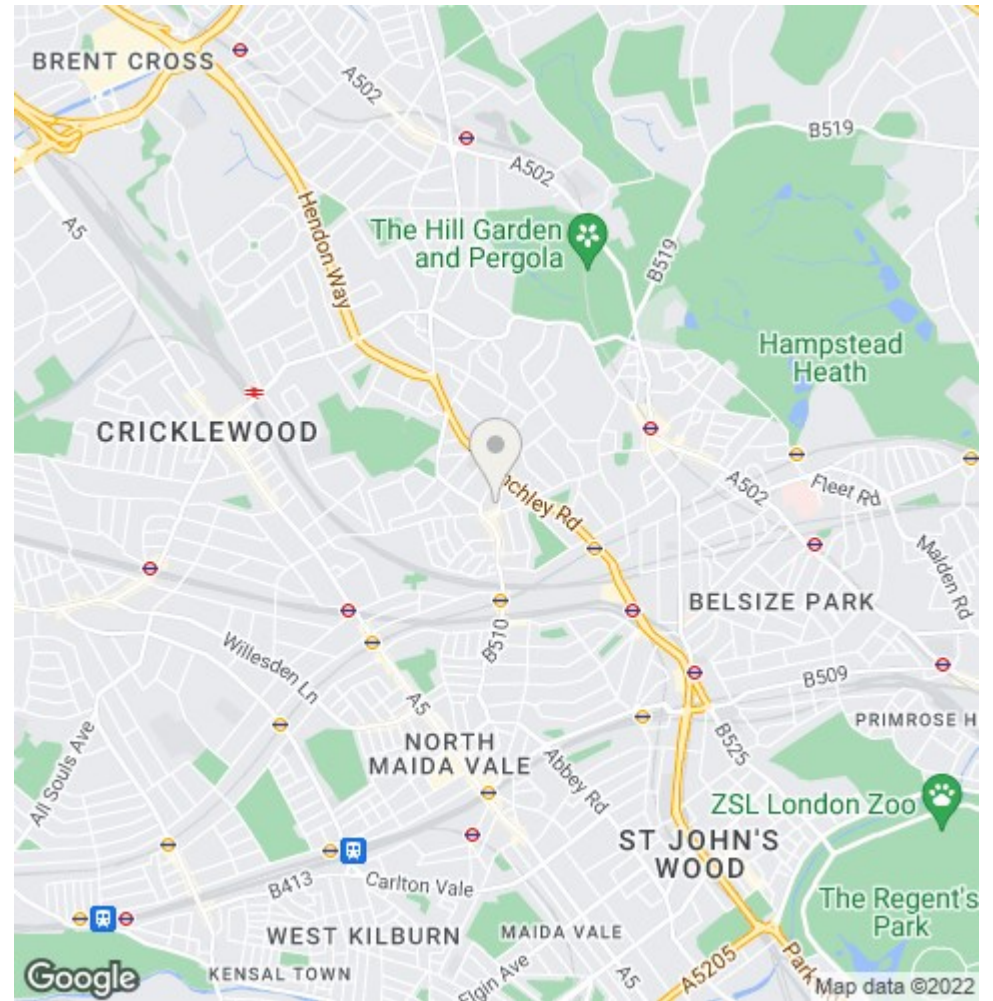 BRENT CROSS
A502
B519
A502
A5
Hendon Way
The Hill Garden
and Pergola
B519
Hampstead
Heath
CRICKLEWOOD
nchley Rd
A502
Fleet Rd
Malden Rd
BELSIZE PARK
B510
Willesden Ln
B509
A5
PRIMROSE H
B525
NORTH
MAIDA VALE
Abbey Rd
All Souls Ave
ZSL London Zoo
ST JOHN'S
WOOD
B413
Carlton Vale
The Regent's
Park
WEST KILBURN
MAIDA VALE
A5205
Park
KENSAL TOWN
Elgin Ave
A5
Google
Map data ©2022